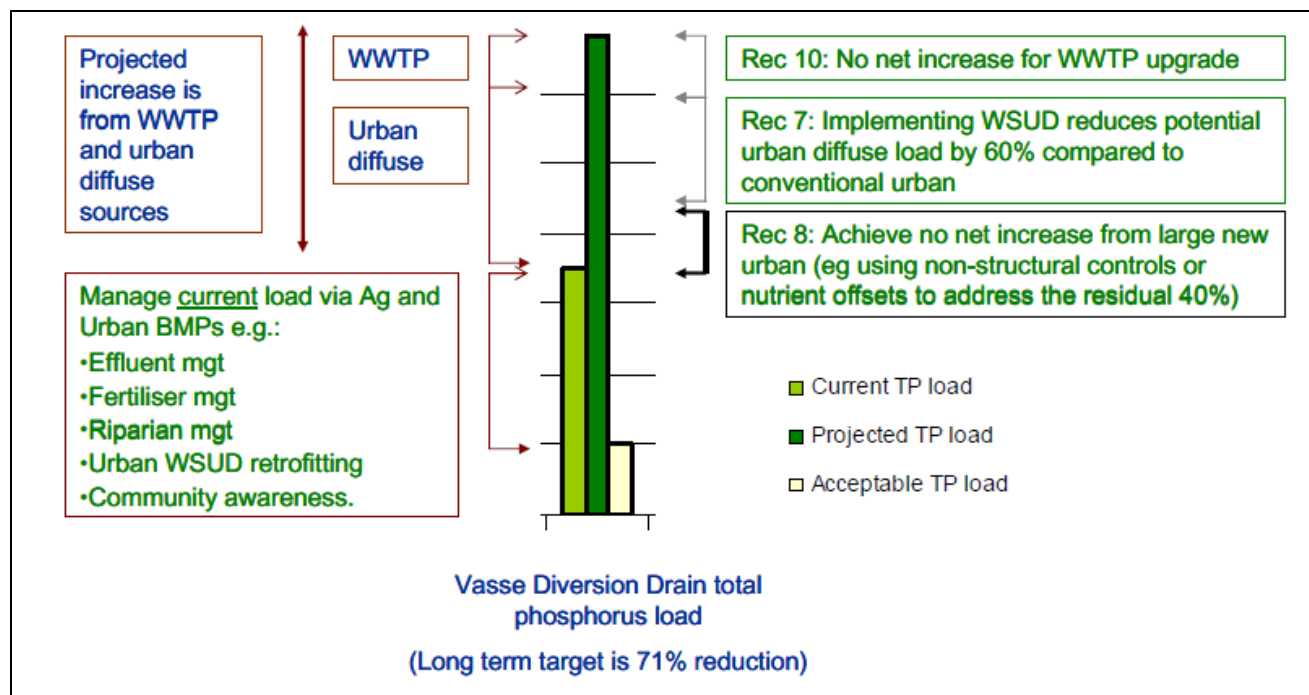 Projected
increase is
from WWTP
and urban
diffuse
sources
WWTP
Urban
diffuse
Rec 10: No net increase for WWTP upgrade
Rec 7: Implementing WSUD reduces potential
urban diffuse load by 60% compared to
conventional urban
Rec 8: Achieve no net increase from large new
urban (eg using non-structural controls or
nutrient offsets to address the residual 40%)
Manage current load via Ag and
Urban BMPs e.g.:
•Effluent mgt
•Fertiliser mgt
•Riparian mgt
•Urban WSUD retrofitting
•Community awareness.
Current TP load
Projected TP load
Acceptable TP load
Vasse Diversion Drain total
phosphorus load
(Long term target is 71% reduction)